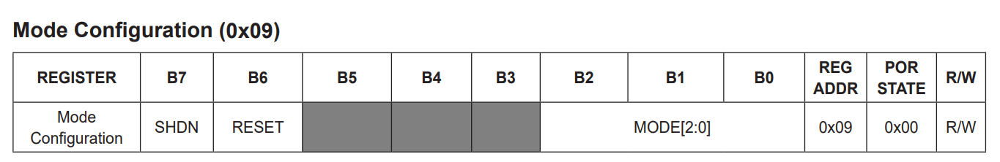 Mode Configuration (0x09)
REGISTER B7 B6 B5 B4 B3 B2 B1 B0 REG ADDR POR STATE R/W
Mode Configuration SHDN RESET MODE[2:0] 0x09 0x00 R/W